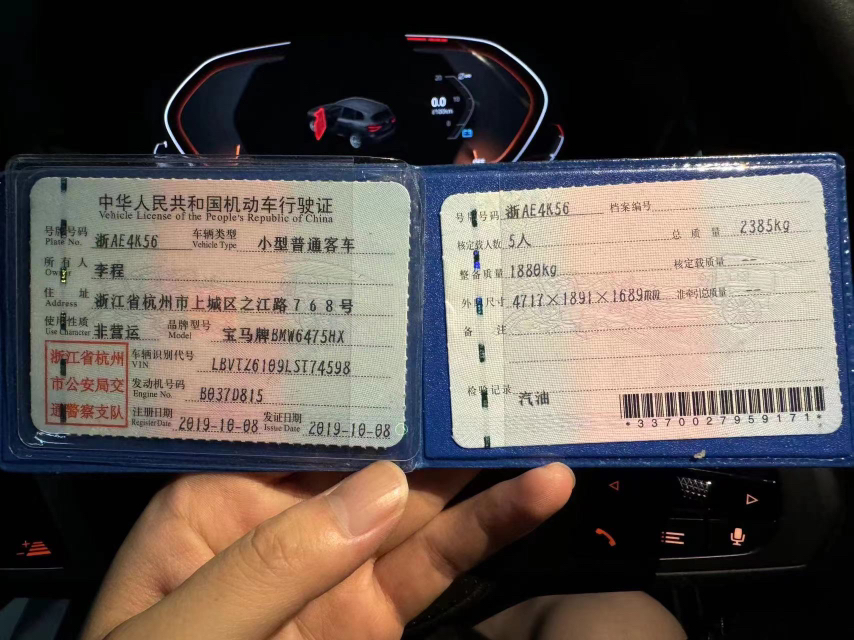 中华人民共和国机动车行驶证
Vehicle License of the People's Republic of China
号牌号码 浙AE4K56 车辆类型 小型普通客车
Plate No. Vehicle Type
所有人 李程
Owner
住址 浙江省杭州市上城区之江路768号
Address
使用性质 非营运 品牌型号 宝马牌BMW6475HX
Use Character Model
浙江省杭州
市公安局交
通警察支队
车辆识别代号 LBVTZ6109LST74598
VIN
发动机号码 B037D815
Engine No.
注册日期 2019-10-08 发证日期 2019-10-08
Register Date Issue Date
号牌号码 浙AE4K56 档案编号
核定载人数 5人 总质量 2385kg
整备质量 1880kg 核定载质量 --
外廓尺寸 4717×1891×1689mm 准牵引总质量 --
备注
检验记录 汽油
*3370027959171*
20
0.0
10
0